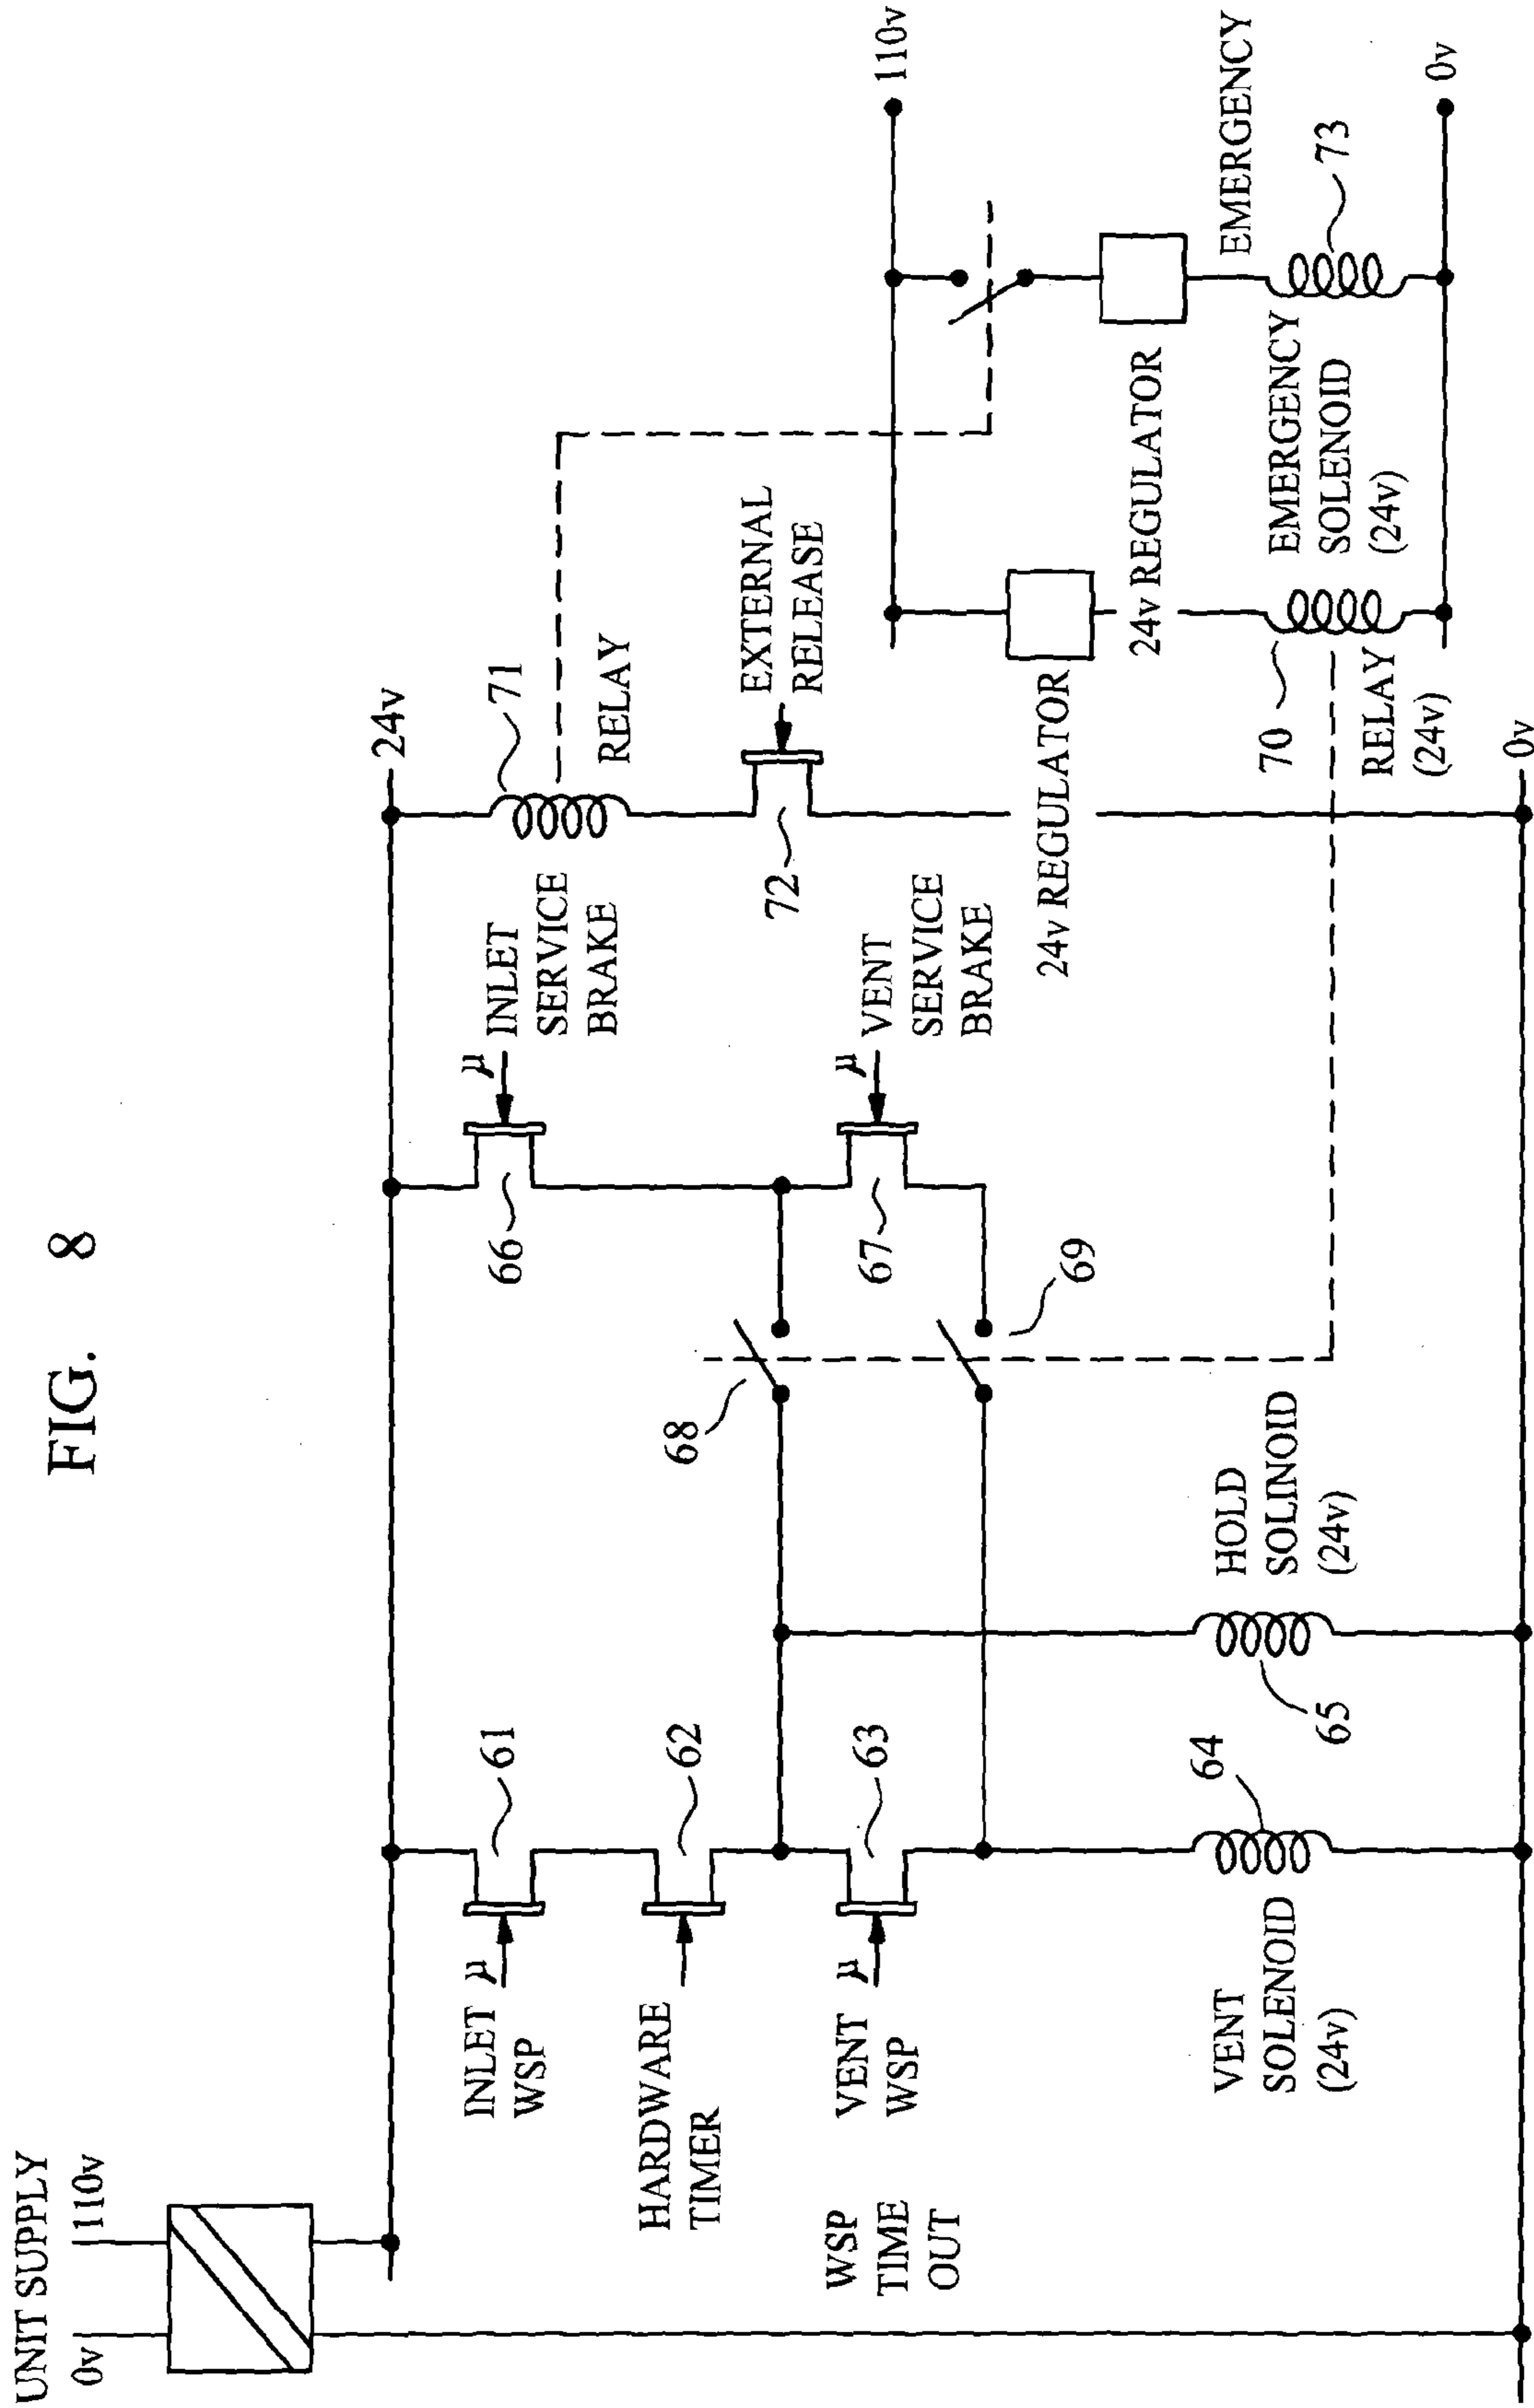 FIG. 8
UNIT SUPPLY
0v
110v
24v
INLET
WSP
μ
61
HARDWARE
TIMER
62
VENT
WSP
μ
63
WSP
TIME
OUT
VENT
SOLENOID
(24v)
64
65
HOLD
SOLINOID
(24v)
68
69
66
μ
INLET
SERVICE
BRAKE
67
μ
VENT
SERVICE
BRAKE
71
RELAY
72
EXTERNAL
RELEASE
24v REGULATOR
24v REGULATOR
70
RELAY
(24v)
EMERGENCY
SOLENOID
(24v)
EMERGENCY
73
110v
0v
0v